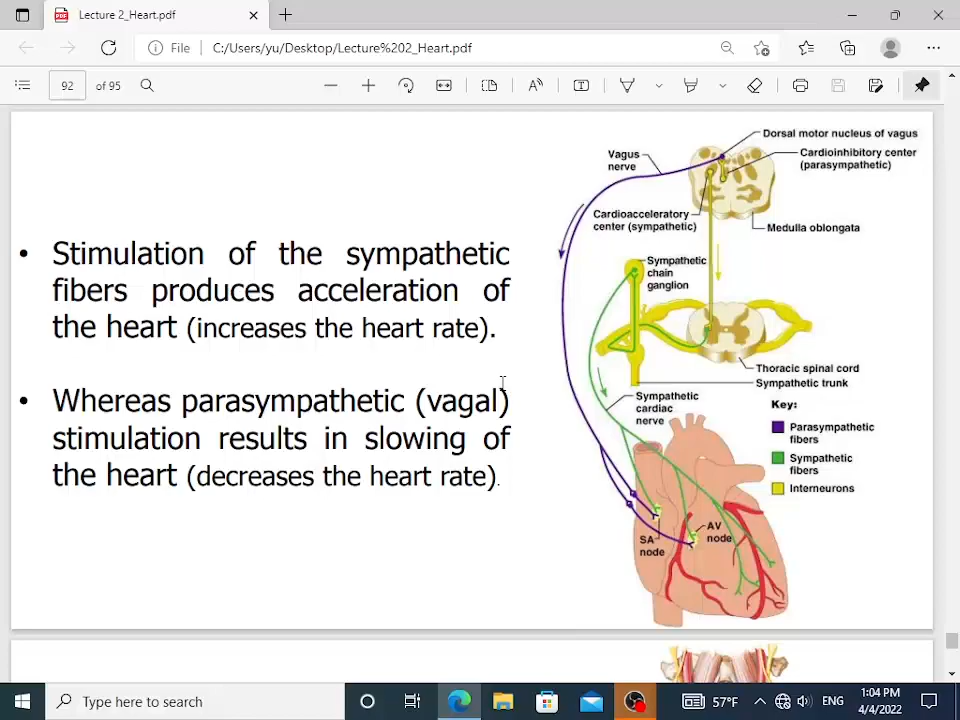 Lecture 2_Heart.pdf
File
C:/Users/yu/Desktop/Lecture%202_Heart.pdf
92 of 95
Stimulation of the sympathetic
fibers produces acceleration of
the heart (increases the heart rate).
Whereas parasympathetic (vagal)
stimulation results in slowing of
the heart (decreases the heart rate).
Dorsal motor nucleus of vagus
Vagus
nerve
Cardioinhibitory center
(parasympathetic)
Cardioacceleratory
center (sympathetic)
Medulla oblongata
Sympathetic
chain
ganglion
Thoracic spinal cord
Sympathetic trunk
Sympathetic
cardiac
nerve
Key:
Parasympathetic
fibers
Sympathetic
fibers
Interneurons
SA
node
AV
node
Type here to search
57°F
ENG
1:04 PM
4/4/2022